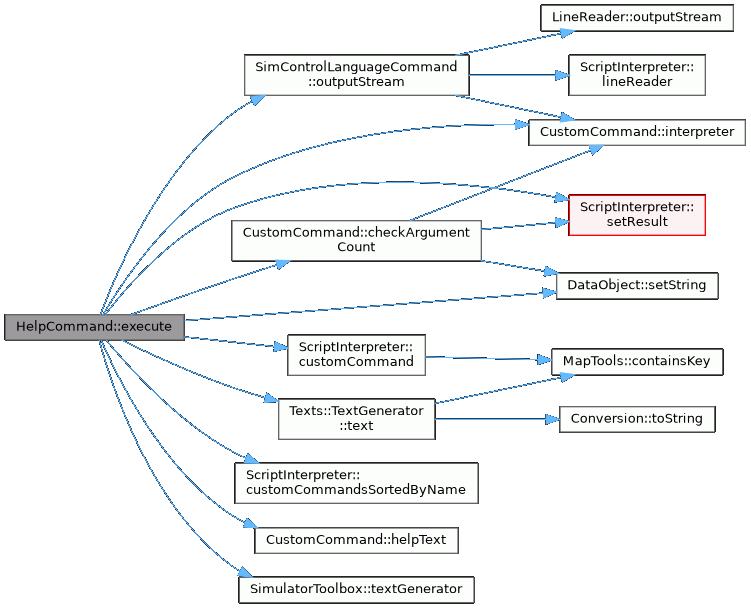 LineReader::outputStream
SimControlLanguageCommand
::outputStream
ScriptInterpreter::
lineReader
CustomCommand::interpreter
ScriptInterpreter::
setResult
CustomCommand::checkArgument
Count
DataObject::setString
HelpCommand::execute
ScriptInterpreter::
customCommand
MapTools::containsKey
Texts::TextGenerator
::text
Conversion::toString
ScriptInterpreter::
customCommandsSortedByName
CustomCommand::helpText
SimulatorToolbox::textGenerator